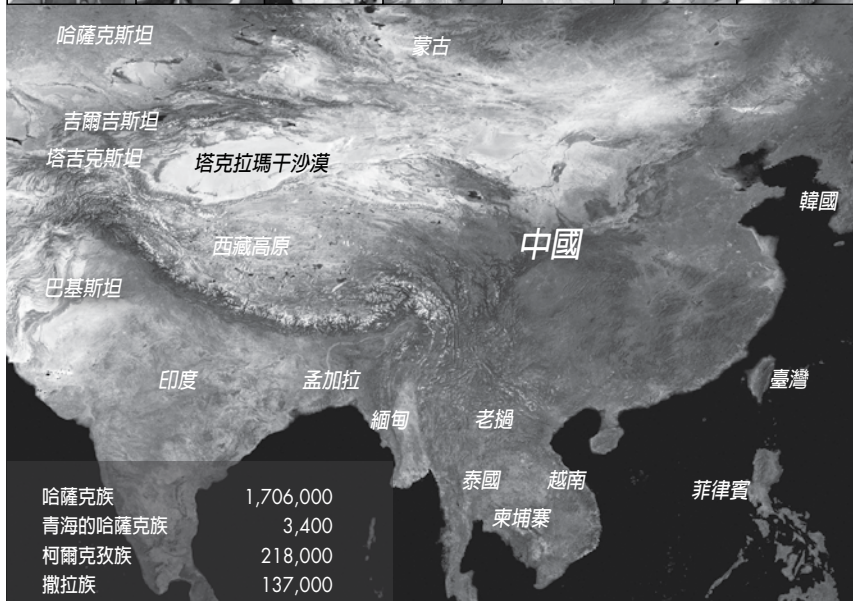 哈薩克斯坦
蒙古
吉爾吉斯坦
塔吉克斯坦
塔克拉瑪干沙漠
韓國
西藏高原
中國
巴基斯坦
印度
孟加拉
臺灣
緬甸
老撾
泰國
越南
菲律賓
柬埔寨
哈薩克族 1,706,000
青海的哈薩克族 3,400
柯爾克孜族 218,000
撒拉族 137,000